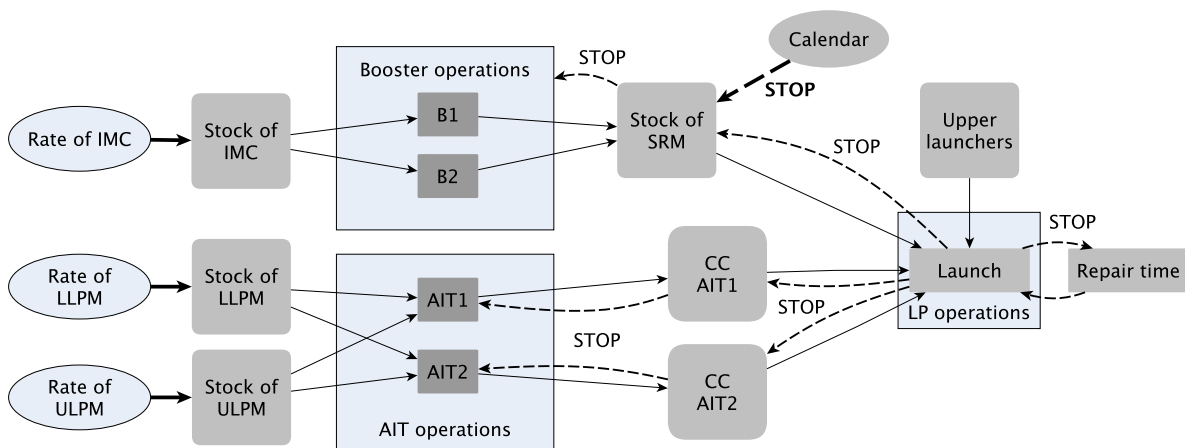 Calendar
STOP
STOP
Booster operations
B1
B2
Rate of IMC
Stock of
IMC
Stock of
SRM
Upper
launchers
STOP
STOP
Rate of
LLPM
Stock of
LLPM
AIT1
CC
AIT1
Launch
Repair time
LP operations
STOP
STOP
AIT2
CC
AIT2
Rate of
ULPM
Stock of
ULPM
AIT operations